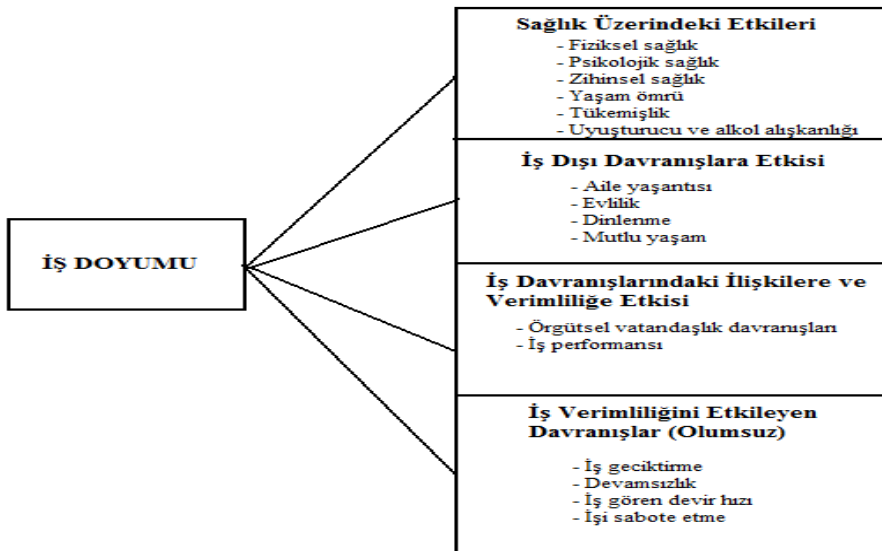 İŞ DOYUMU
Sağlık Üzerindeki Etkileri
- Fiziksel sağlık
- Psikolojik sağlık
- Zihinsel sağlık
- Yaşam ömrü
- Tükemişlik
- Uyuşturucu ve alkol alışkanlığı
İş Dışı Davranışlara Etkisi
- Aile yaşantısı
- Evlilik
- Dinlenme
- Mutlu yaşam
İş Davranışlarındaki İlişkilere ve
Verimliliğe Etkisi
- Örgütsel vatandaşlık davranışları
- İş performansı
İş Verimliliğini Etkileyen
Davranışlar (Olumsuz)
- İş geciktirme
- Devamsızlık
- İş gören devir hızı
- İşi sabote etme